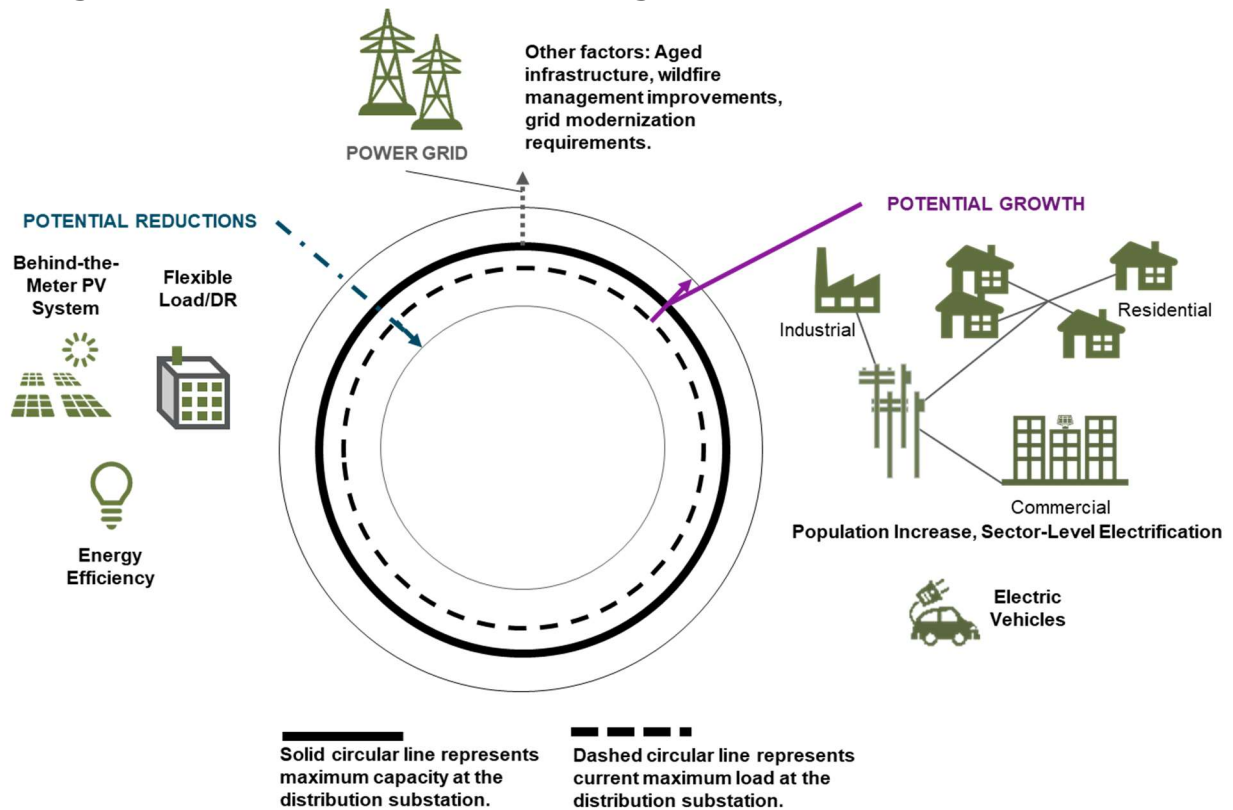 Other factors: Aged
infrastructure, wildfire
management improvements,
grid modernization
requirements.
POWER GRID
POTENTIAL REDUCTIONS
POTENTIAL GROWTH
Behind-the-
Meter PV
System
Flexible
Load/DR
Energy
Efficiency
Industrial
Residential
Commercial
Population Increase, Sector-Level Electrification
Electric
Vehicles
Solid circular line represents
maximum capacity at the
distribution substation.
Dashed circular line represents
current maximum load at the
distribution substation.